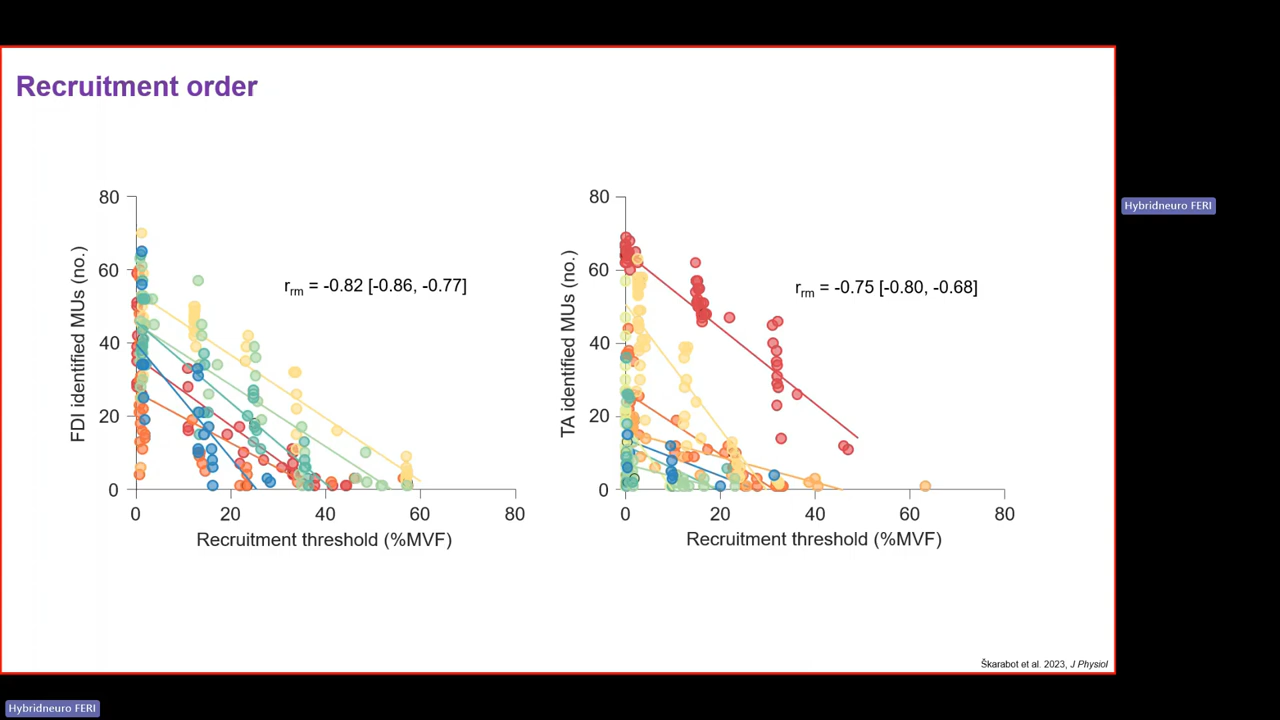 Recruitment order
80
60
40
20
0
FDI identified MUs (no.)
r_rm = -0.82 [-0.86, -0.77]
0 20 40 60 80
Recruitment threshold (%MVF)
80
60
40
20
0
TA identified MUs (no.)
r_rm = -0.75 [-0.80, -0.68]
0 20 40 60 80
Recruitment threshold (%MVF)
Škarabot et al. 2023, J Physiol
Hybridneuro FERI
Hybridneuro FERI